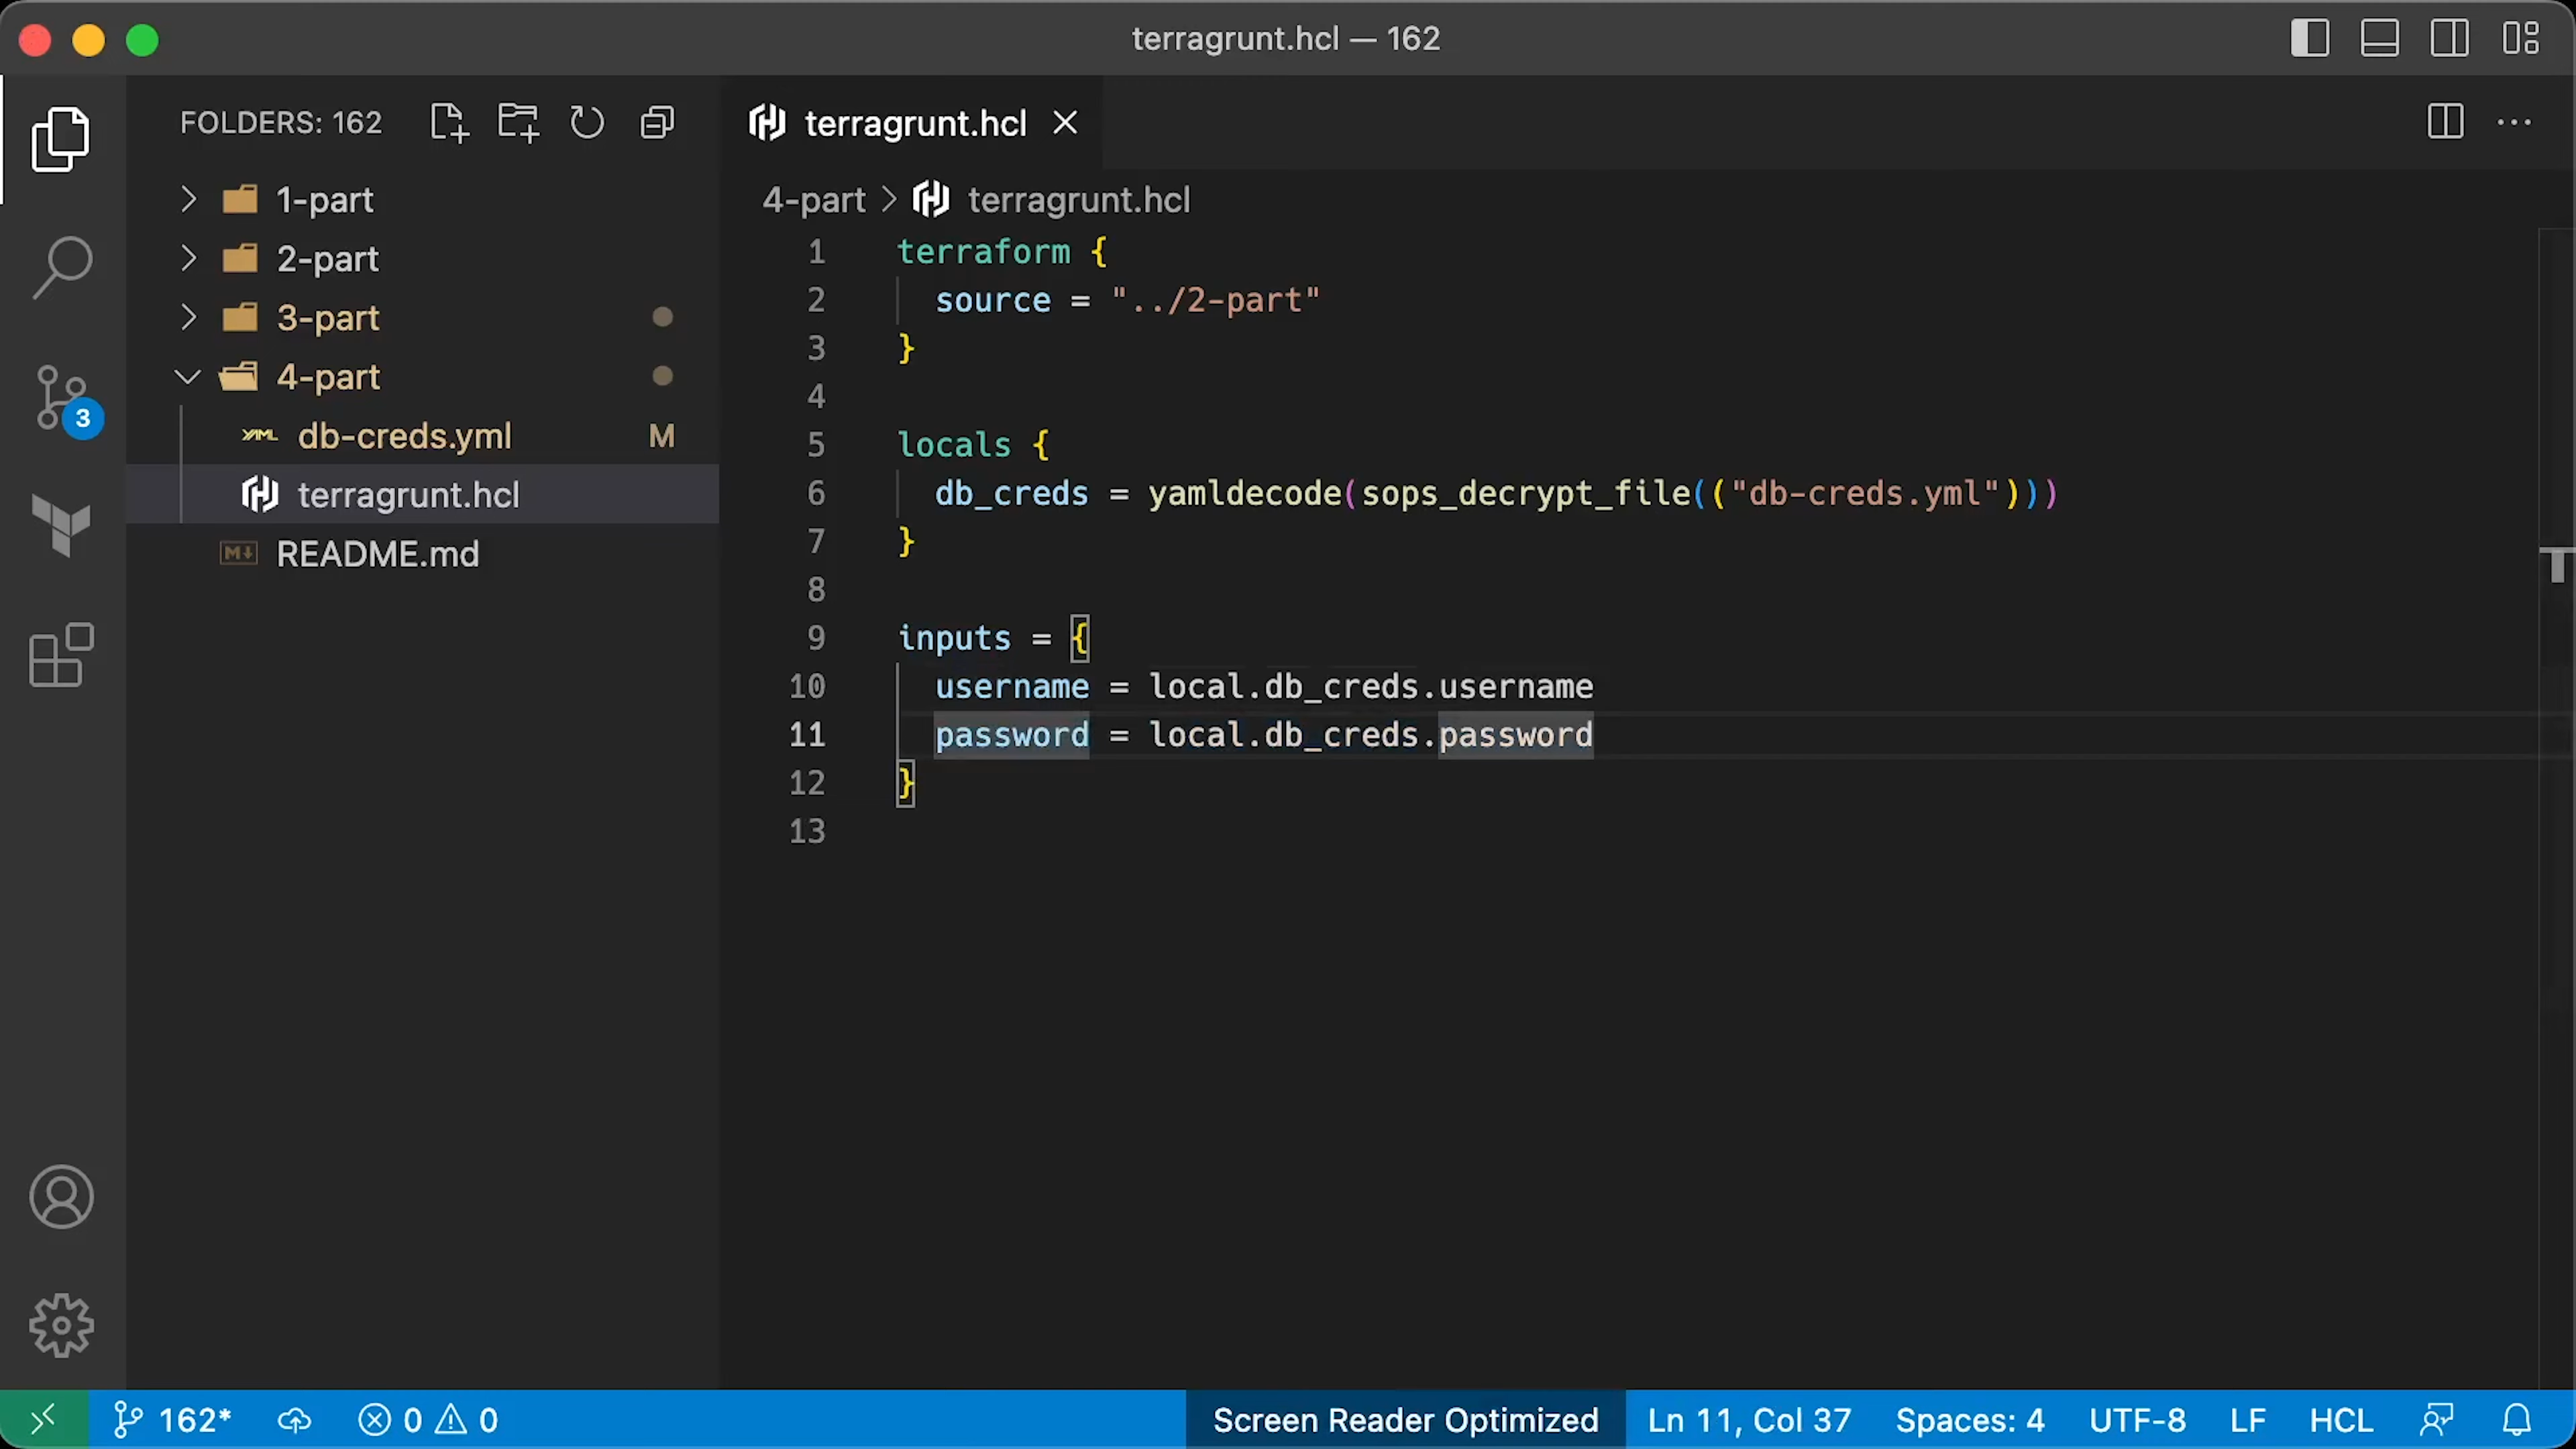 terragrunt.hcl — 162
FOLDERS: 162
1-part
2-part
3-part
4-part
YAML db-creds.yml M
terragrunt.hcl
README.md
3
terragrunt.hcl
4-part > terragrunt.hcl
1 terraform {
2 source = "../2-part"
3 }
4
5 locals {
6 db_creds = yamldecode(sops_decrypt_file(("db-creds.yml")))
7 }
8
9 inputs = {
10 username = local.db_creds.username
11 password = local.db_creds.password
12 }
13
162* 0 0 Screen Reader Optimized Ln 11, Col 37 Spaces: 4 UTF-8 LF HCL